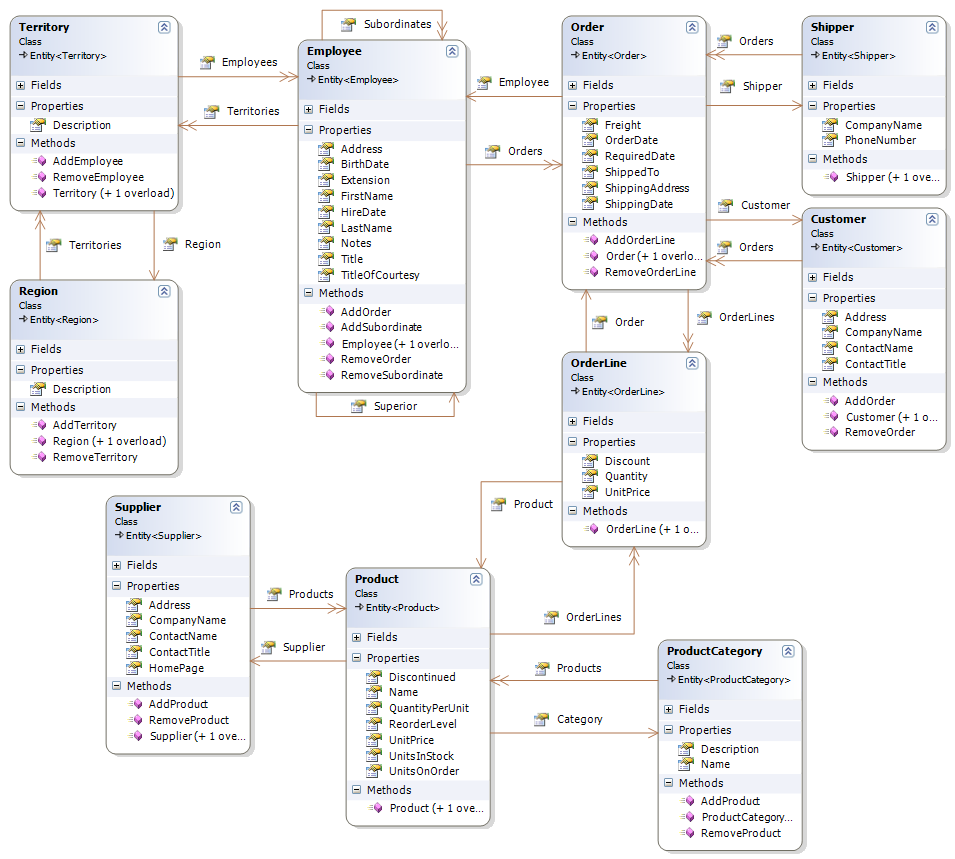 Territory
Class
Entity<Territory>
Fields
Properties
Description
Methods
AddEmployee
RemoveEmployee
Territory (+ 1 overload)
Employees
Territories
Subordinates
Employee
Class
Entity<Employee>
Fields
Properties
Address
BirthDate
Extension
FirstName
HireDate
LastName
Notes
Title
TitleOfCourtesy
Methods
AddOrder
AddSubordinate
Employee (+ 1 overlo...
RemoveOrder
RemoveSubordinate
Superior
Employee
Orders
Order
Class
Entity<Order>
Fields
Properties
Freight
OrderDate
RequiredDate
ShippedTo
ShippingAddress
ShippingDate
Methods
AddOrderLine
Order (+ 1 overlo...
RemoveOrderLine
Orders
Shipper
Shipper
Class
Entity<Shipper>
Fields
Properties
CompanyName
PhoneNumber
Methods
Shipper (+ 1 ove...
Customer
Orders
Customer
Class
Entity<Customer>
Fields
Properties
Address
CompanyName
ContactName
ContactTitle
Methods
AddOrder
Customer (+ 1 o...
RemoveOrder
Territories
Region
Region
Class
Entity<Region>
Fields
Properties
Description
Methods
AddTerritory
Region (+ 1 overload)
RemoveTerritory
Order
OrderLines
OrderLine
Class
Entity<OrderLine>
Fields
Properties
Discount
Quantity
UnitPrice
Methods
OrderLine (+ 1 o...
Product
OrderLines
Supplier
Class
Entity<Supplier>
Fields
Properties
Address
CompanyName
ContactName
ContactTitle
HomePage
Methods
AddProduct
RemoveProduct
Supplier (+ 1 ove...
Products
Supplier
Product
Class
Entity<Product>
Fields
Properties
Discontinued
Name
QuantityPerUnit
ReorderLevel
UnitPrice
UnitsInStock
UnitsOnOrder
Methods
Product (+ 1 ove...
Products
Category
ProductCategory
Class
Entity<ProductCategory>
Fields
Properties
Description
Name
Methods
AddProduct
ProductCategory...
RemoveProduct